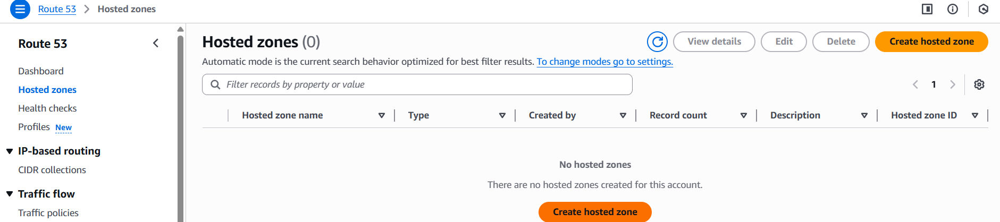 Route 53 > Hosted zones
Route 53
Dashboard
Hosted zones
Health checks
Profiles New
IP-based routing
CIDR collections
Traffic flow
Traffic policies
Hosted zones (0)
View details
Edit
Delete
Create hosted zone
Automatic mode is the current search behavior optimized for best filter results. To change modes go to settings.
Filter records by property or value
1
Hosted zone name Type Created by Record count Description Hosted zone ID
No hosted zones
There are no hosted zones created for this account.
Create hosted zone